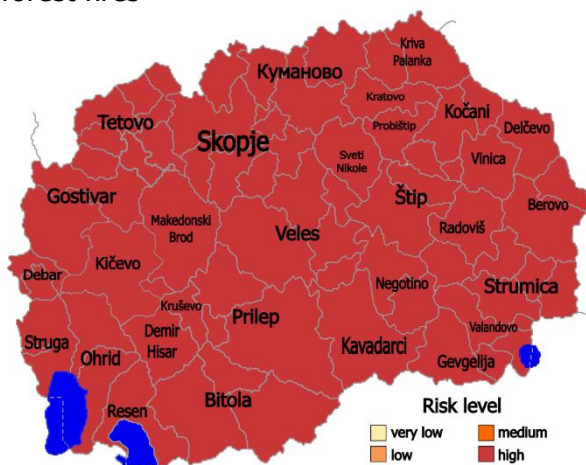 forest fires
Kriva
Palanka
Куманово
Kratovo
Kočani
Tetovo
Probištip
Delčevo
Skopje
Sveti
Nikole
Vinica
Gostivar
Štip
Berovo
Makedonski
Brod
Radoviš
Veles
Kičevo
Debar
Negotino
Strumica
Kruševo
Prilep
Valandovo
Struga
Demir
Hisar
Kavadarci
Ohrid
Gevgelija
Resen
Bitola
Risk level
very low
medium
low
high